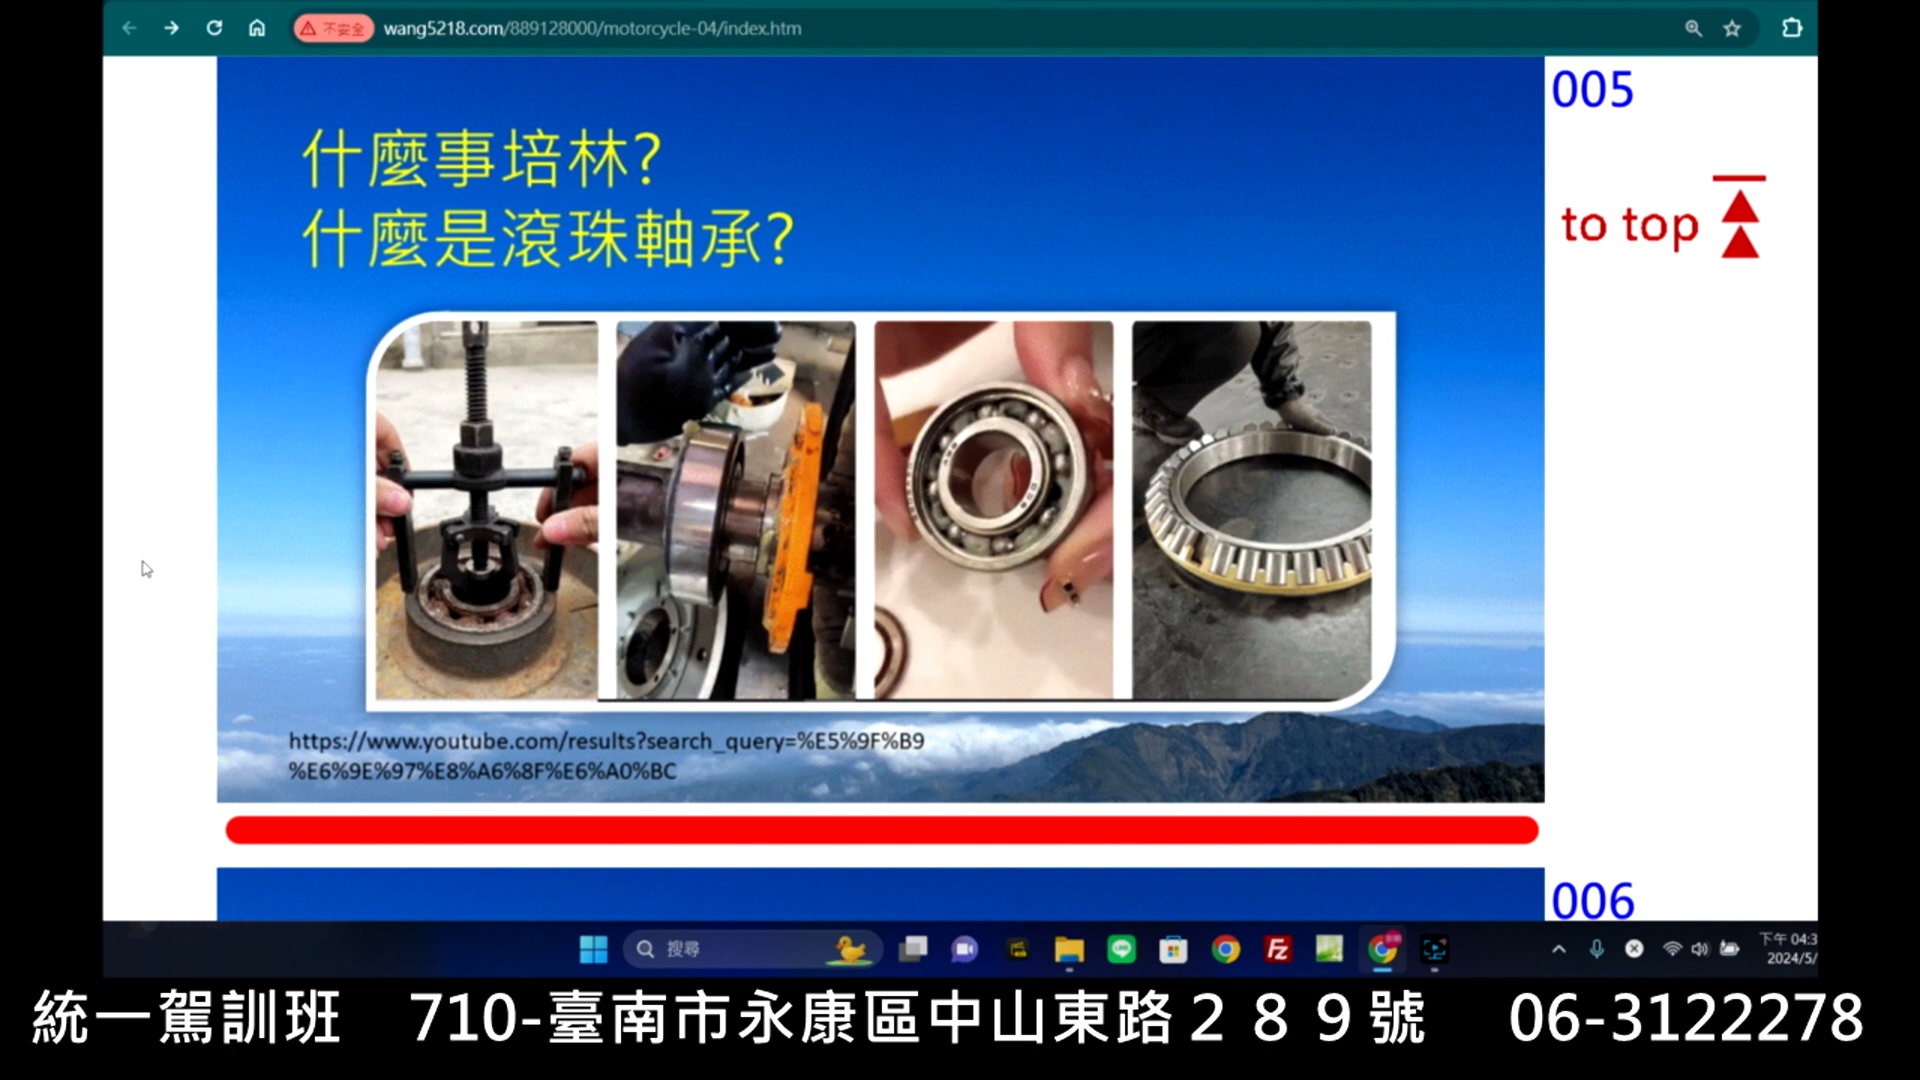 不安全 wang5218.com/889128000/motorcycle-04/index.htm
005
什麼事培林?
什麼是滾珠軸承?
to top
https://www.youtube.com/results?search_query=%E5%9F%B9
%E6%9E%97%E8%A6%8F%E6%A0%BC
006
搜尋
下午 04:3
2024/5/
統一駕訓班 710-臺南市永康區中山東路２８９號 06-3122278